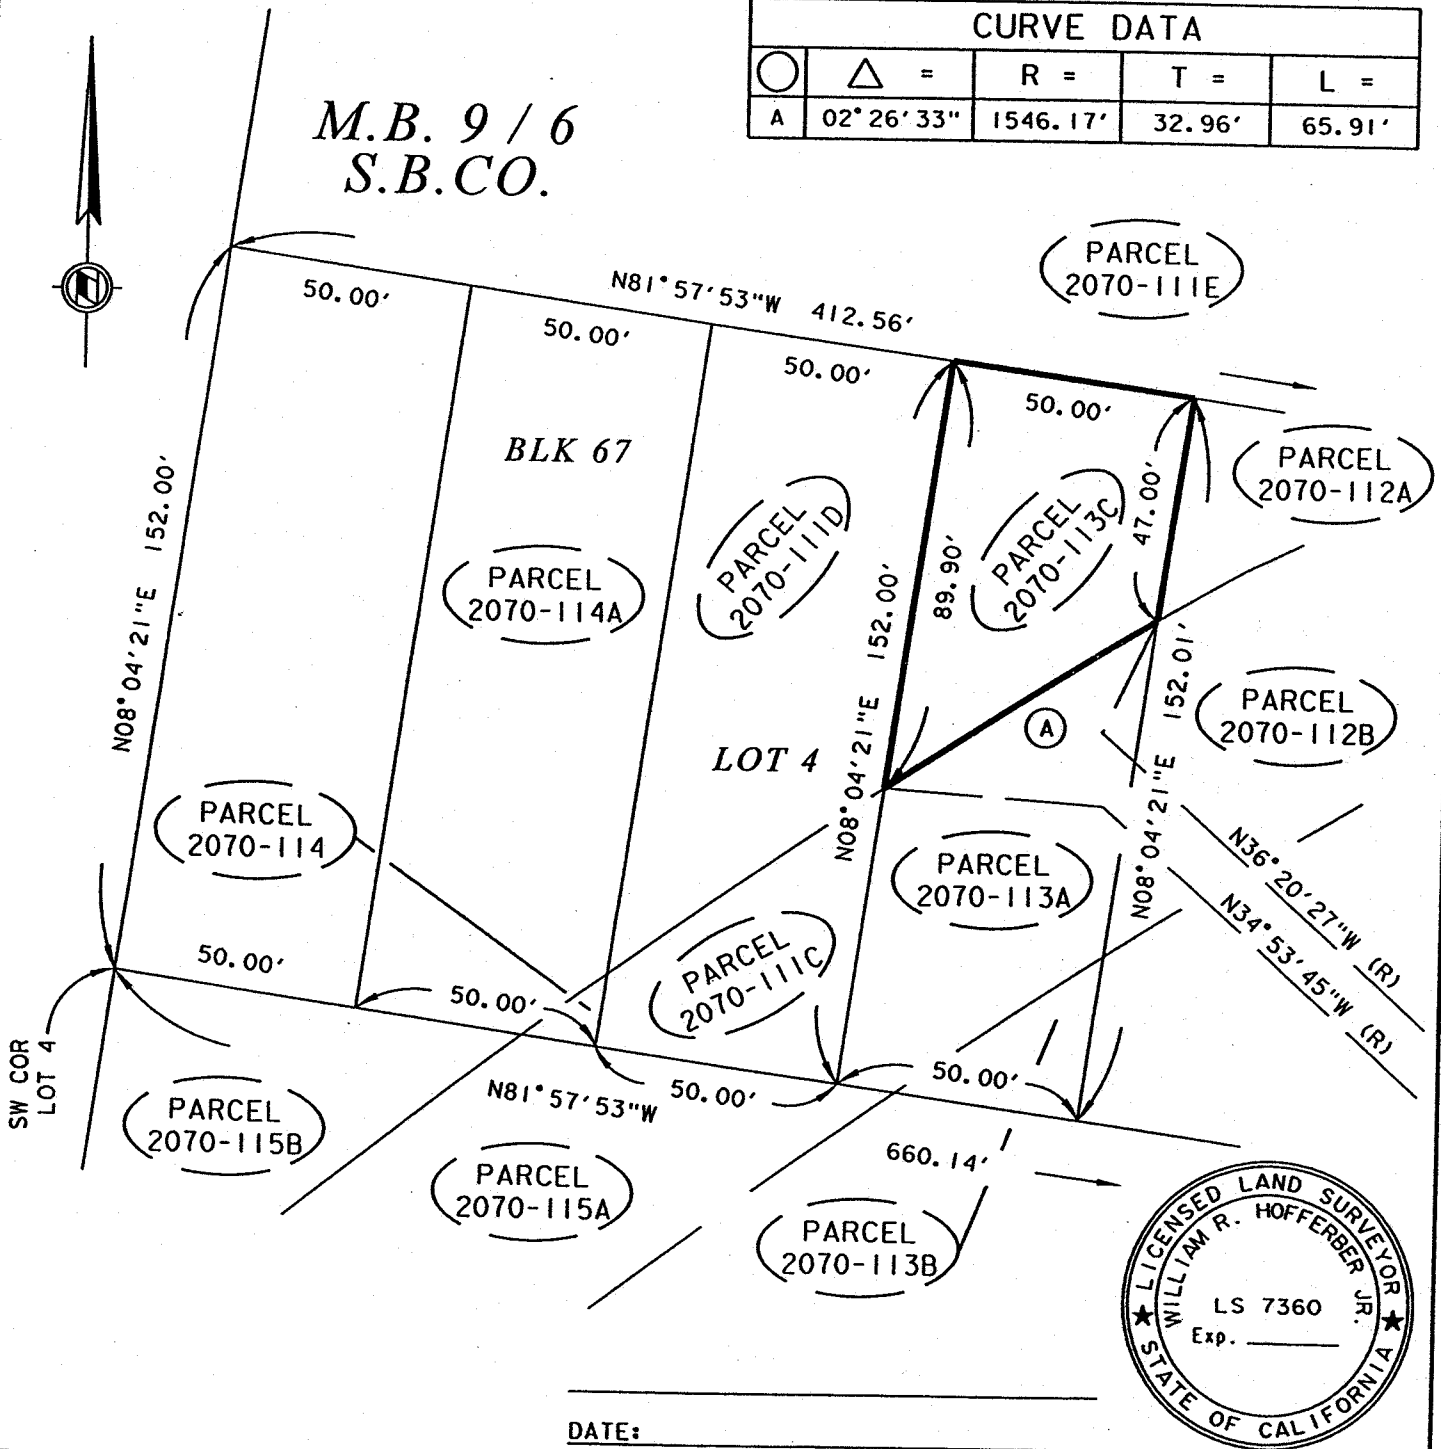 CURVE DATA
△ = R = T = L =
A 02°26'33" 1546.17' 32.96' 65.91'
M.B. 9 / 6
S.B.CO.
PARCEL
2070-111E
N81°57'53"W 412.56'
50.00'
50.00'
50.00'
50.00'
BLK 67
PARCEL
2070-112A
47.00'
PARCEL
2070-113C
PARCEL
2070-111D
89.90'
N08°04'21"E 152.00'
PARCEL
2070-114A
N08°04'21"E 152.00'
N08°04'21"E 152.01'
PARCEL
2070-112B
A
LOT 4
PARCEL
2070-114
PARCEL
2070-113A
N36°20'27"W (R)
N34°53'45"W (R)
PARCEL
2070-111C
50.00'
50.00'
50.00'
50.00'
SW COR
LOT 4
N81°57'53"W
660.14'
PARCEL
2070-115B
PARCEL
2070-115A
PARCEL
2070-113B
LICENSED LAND SURVEYOR
WILLIAM R. HOFFERBER JR.
LS 7360
Exp.
STATE OF CALIFORNIA
DATE: